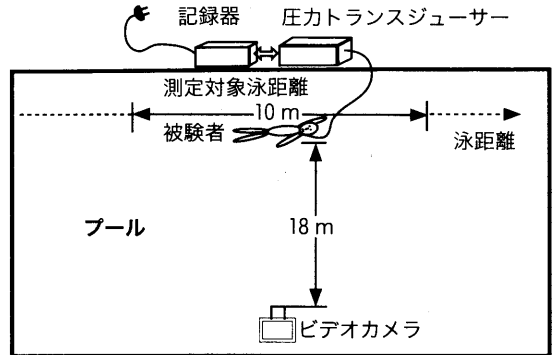 記録器
圧力トランスジューサー
測定対象泳距離
10 m
被験者
泳距離
プール
18 m
ビデオカメラ